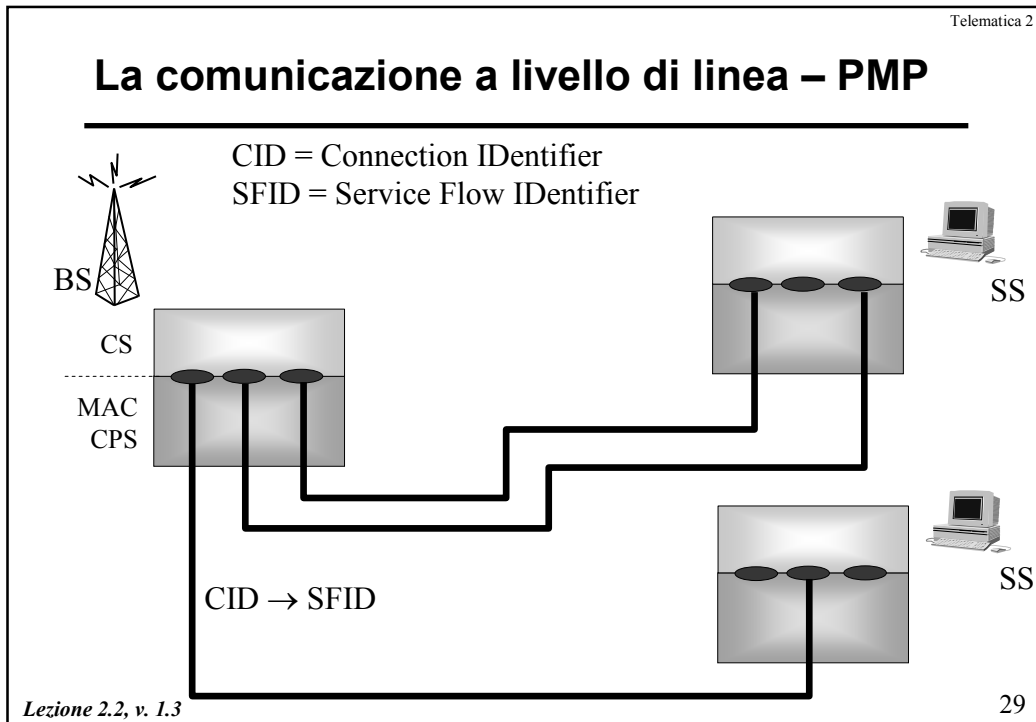 Telematica 2
La comunicazione a livello di linea – PMP
CID = Connection IDentifier
SFID = Service Flow IDentifier
BS
SS
CS
MAC
CPS
SS
CID → SFID
Lezione 2.2, v. 1.3
29